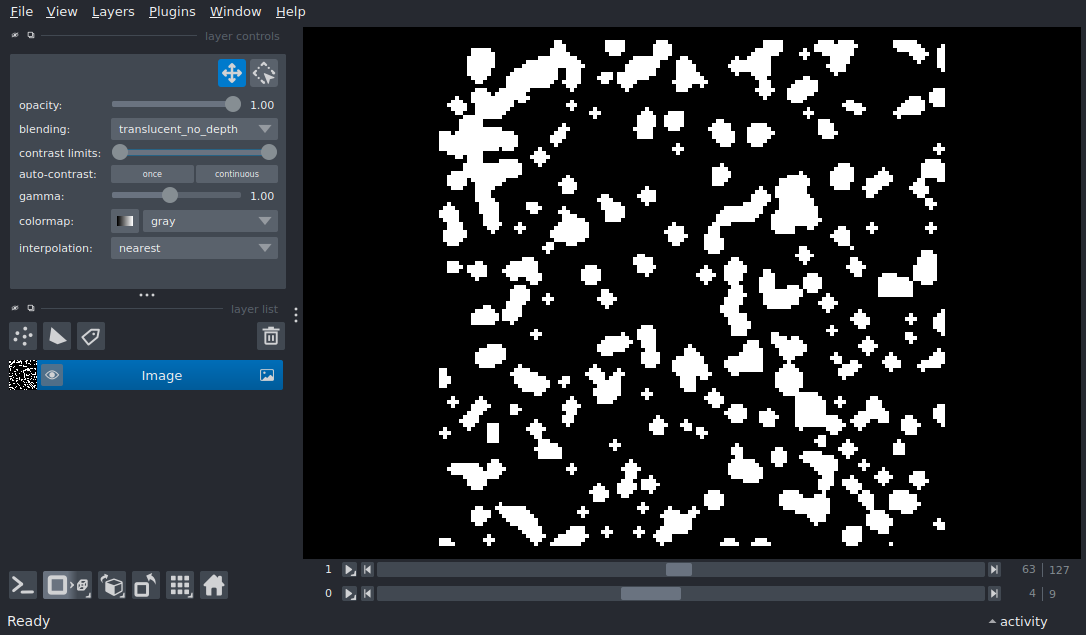 File View Layers Plugins Window Help
layer controls
opacity: 1.00
blending: translucent_no_depth
contrast limits:
auto-contrast: once continuous
gamma: 1.00
colormap: gray
interpolation: nearest
layer list
Image
1 63 127
0 4 9
Ready activity